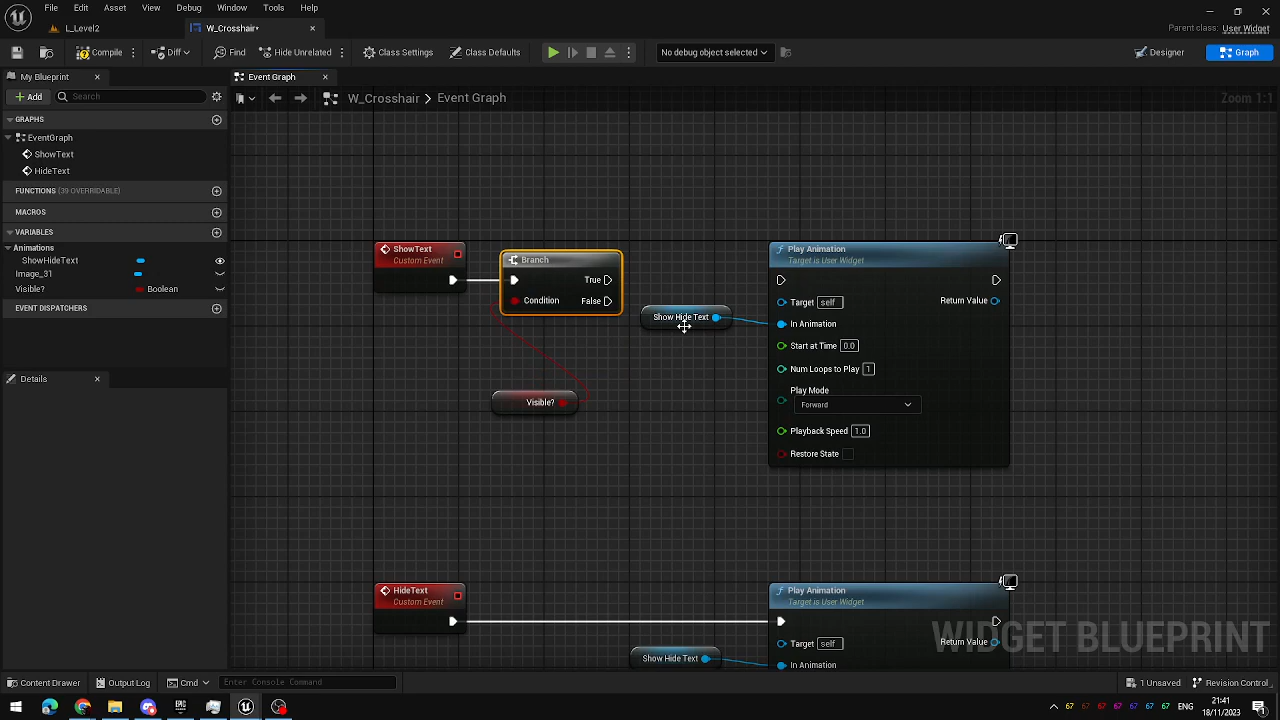 File Edit Asset View Debug Window Tools Help
L_Level2
W_Crosshair•
Parent class: User Widget
Compile
Diff
Find
Hide Unrelated
Class Settings
Class Defaults
No debug object selected
Designer
Graph
My Blueprint
Event Graph
Add
Search
W_Crosshair > Event Graph
Zoom 1:1
GRAPHS
EventGraph
ShowText
HideText
FUNCTIONS (39 OVERRIDABLE)
MACROS
VARIABLES
Animations
ShowHideText
Image_31
Visible? Boolean
EVENT DISPATCHERS
Details
ShowText
Custom Event
Branch
True
Condition
False
Visible?
Show Hide Text
Play Animation
Target is User Widget
Target self
Return Value
In Animation
Start at Time 0.0
Num Loops to Play 1
Play Mode
Forward
Playback Speed 1.0
Restore State
HideText
Custom Event
Show Hide Text
Play Animation
Target is User Widget
Target self
Return Value
In Animation
WIDGET BLUEPRINT
Content Drawer
Output Log
Cmd
Enter Console Command
1 Unsaved
Revision Control
67 67 67 67 67 67
ENG
21:41
18/11/2023